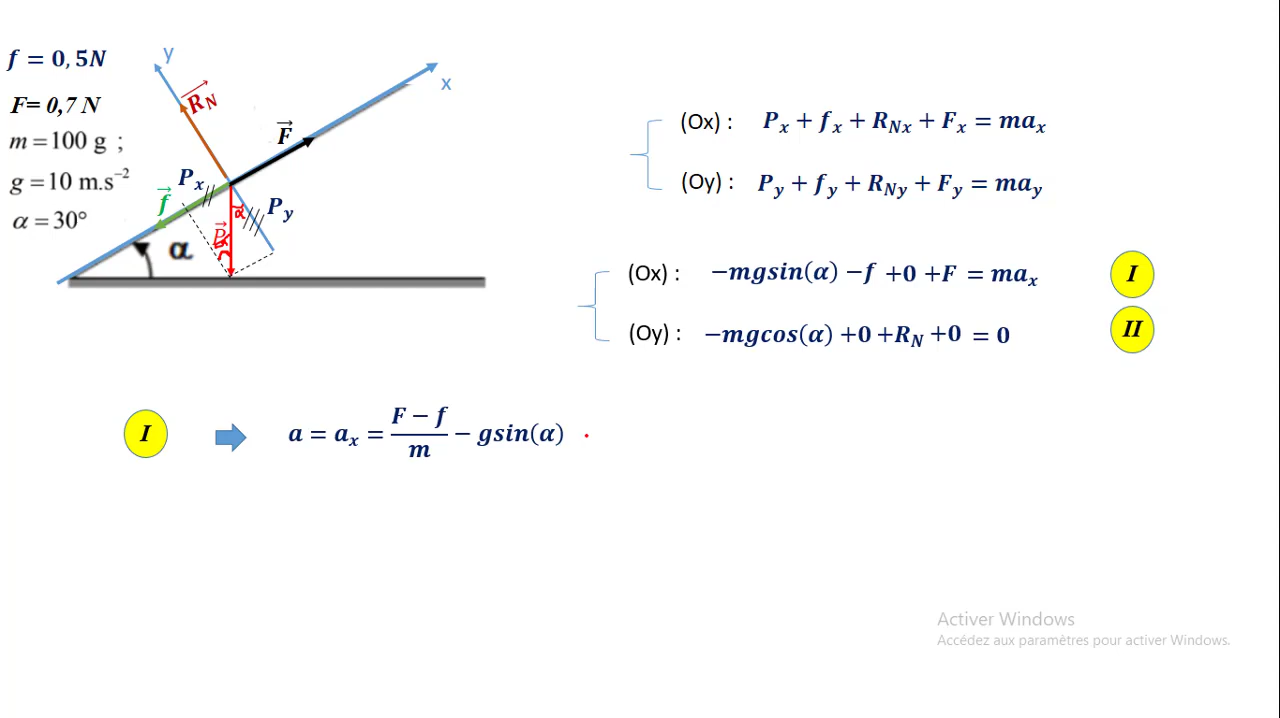 f = 0, 5N
F= 0,7 N
m = 100 g ;
g = 10 m.s⁻²
α = 30°
y
x
R_N
F
P_x
P_y
f
α
P
α
(Ox) : P_x + f_x + R_Nx + F_x = ma_x
(Oy) : P_y + f_y + R_Ny + F_y = ma_y
(Ox) : −mgsin(α) −f +0 +F = ma_x
I
(Oy) : −mgcos(α) +0 +R_N +0 = 0
II
I
a = a_x = (F − f)/m − gsin(α)
Activer Windows
Accédez aux paramètres pour activer Windows.